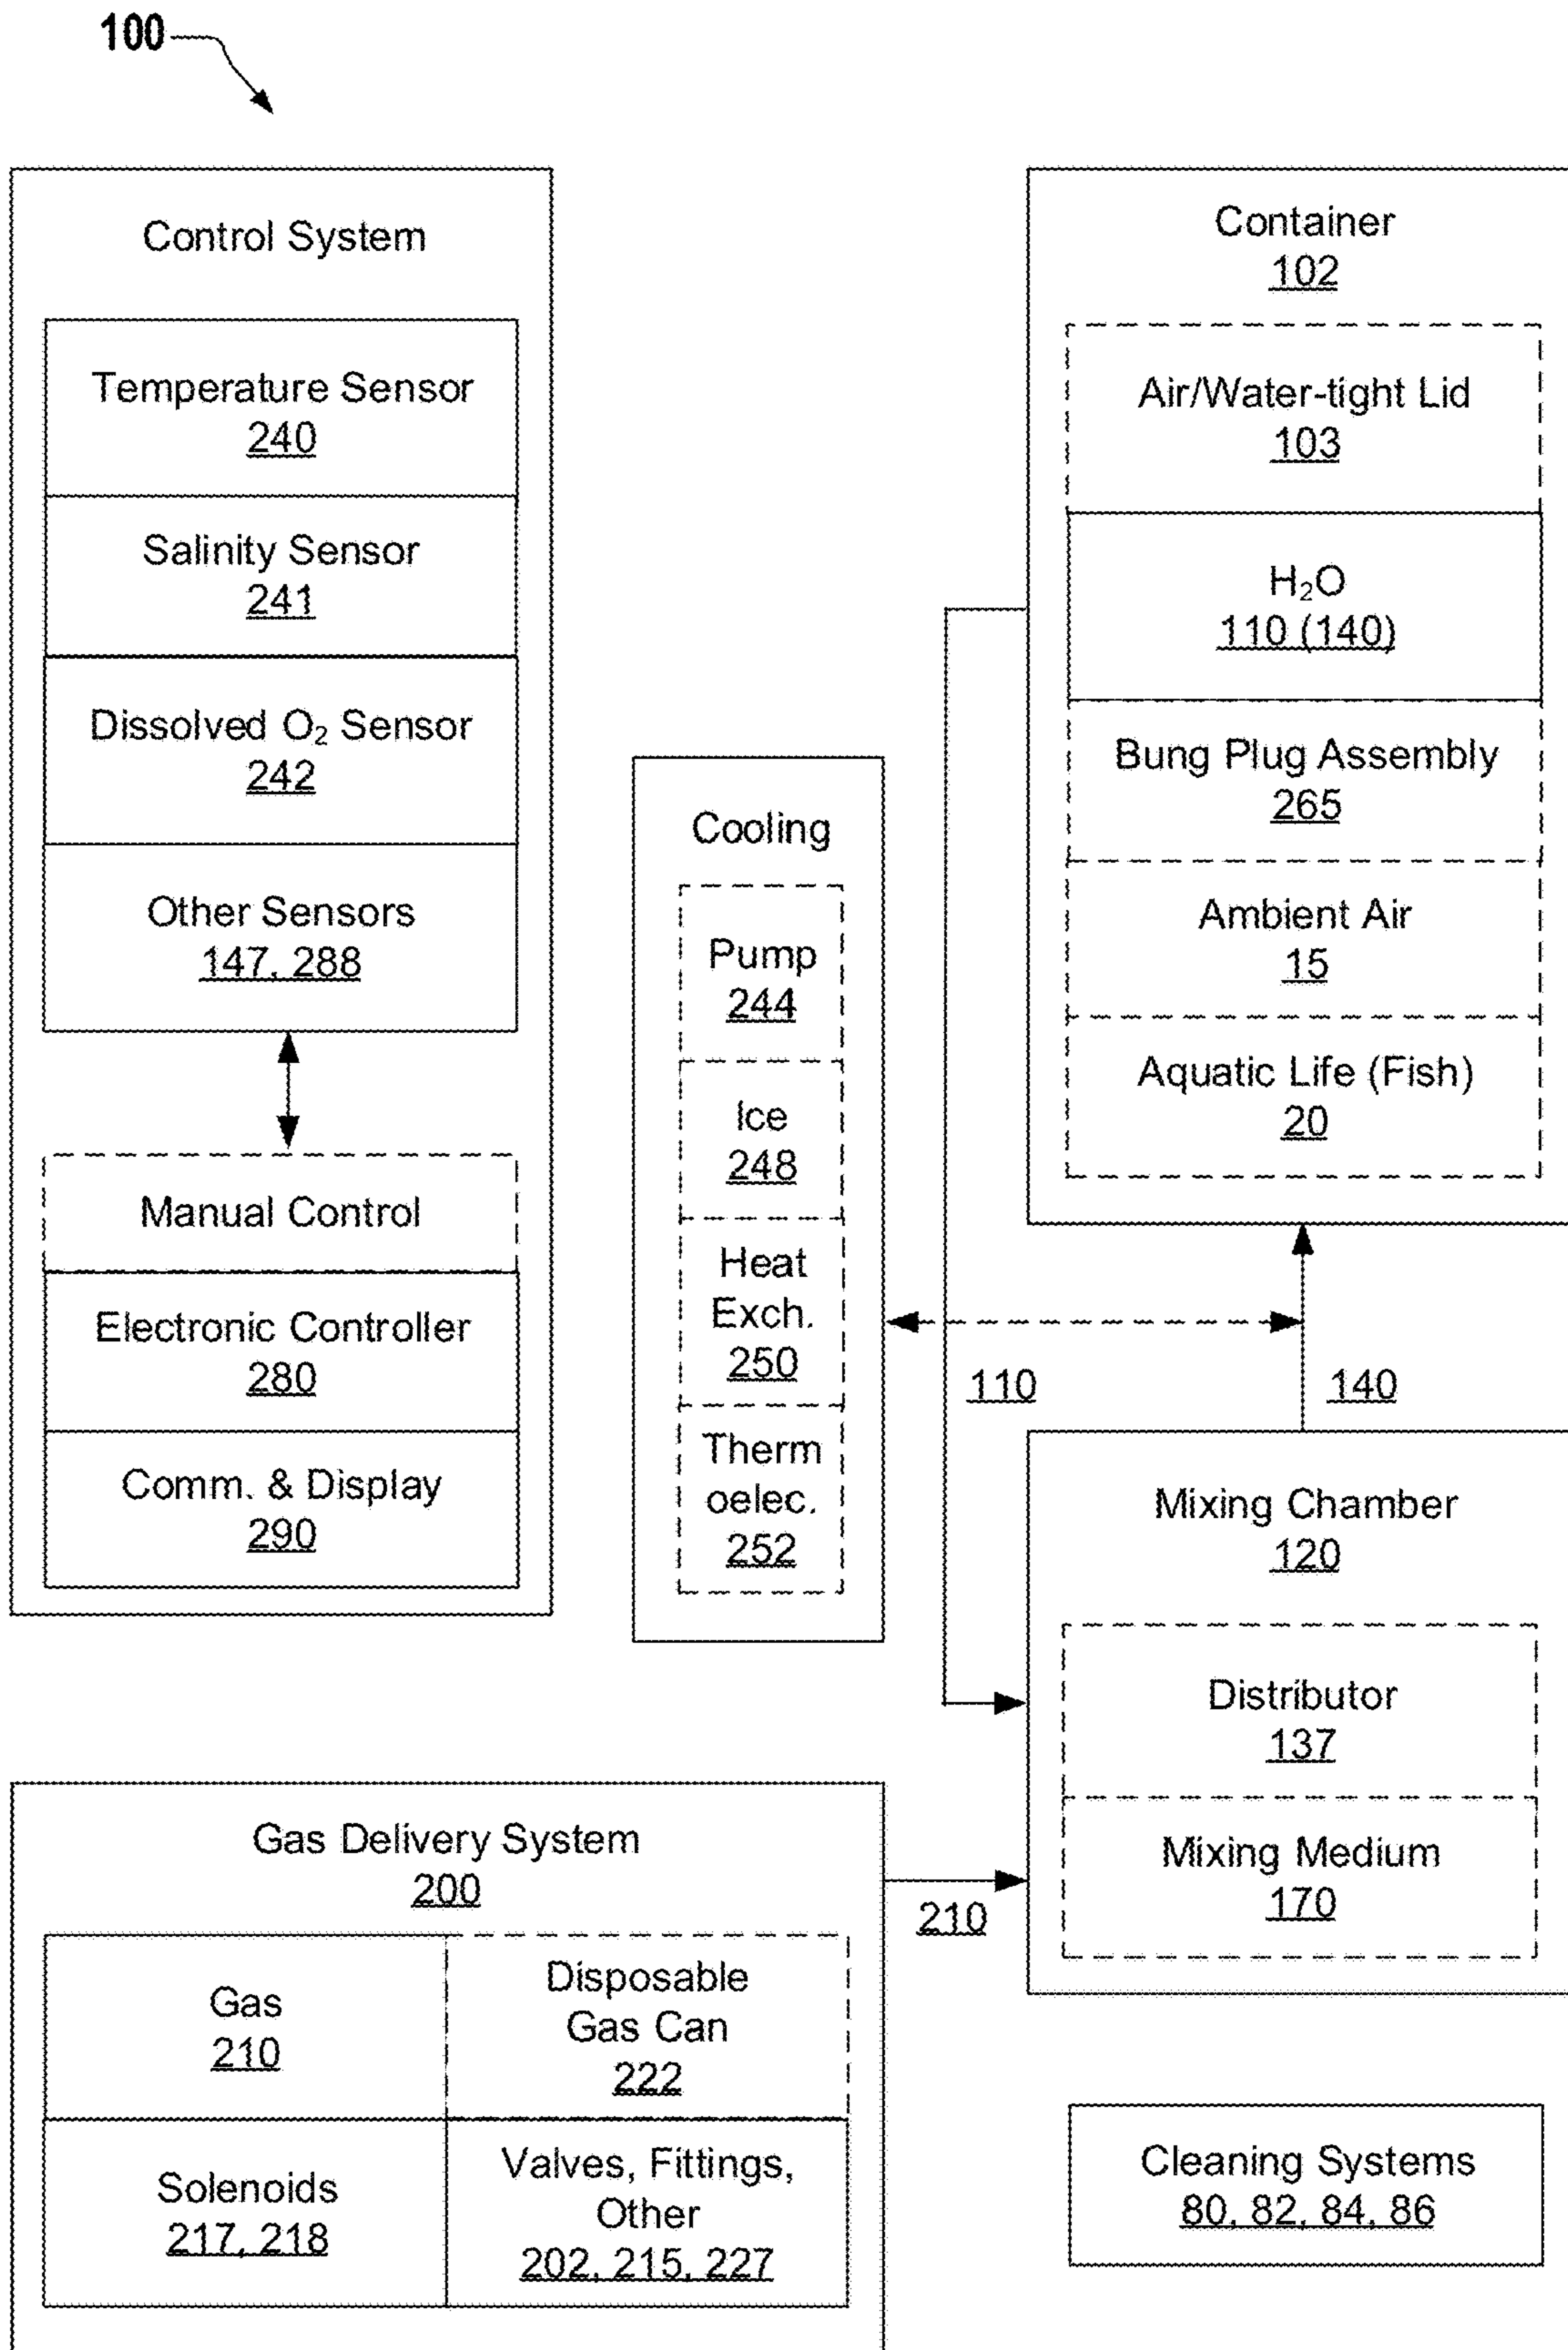 100
Control System
Temperature Sensor
240
Salinity Sensor
241
Dissolved O₂ Sensor
242
Other Sensors
147, 288
Manual Control
Electronic Controller
280
Comm. & Display
290
Cooling
Pump
244
Ice
248
Heat
Exch.
250
Therm
oelec.
252
Container
102
Air/Water-tight Lid
103
H₂O
110 (140)
Bung Plug Assembly
265
Ambient Air
15
Aquatic Life (Fish)
20
110
140
Mixing Chamber
120
Distributor
137
Mixing Medium
170
Gas Delivery System
200
210
Gas
210
Disposable
Gas Can
222
Solenoids
217, 218
Valves, Fittings,
Other
202, 215, 227
Cleaning Systems
80, 82, 84, 86